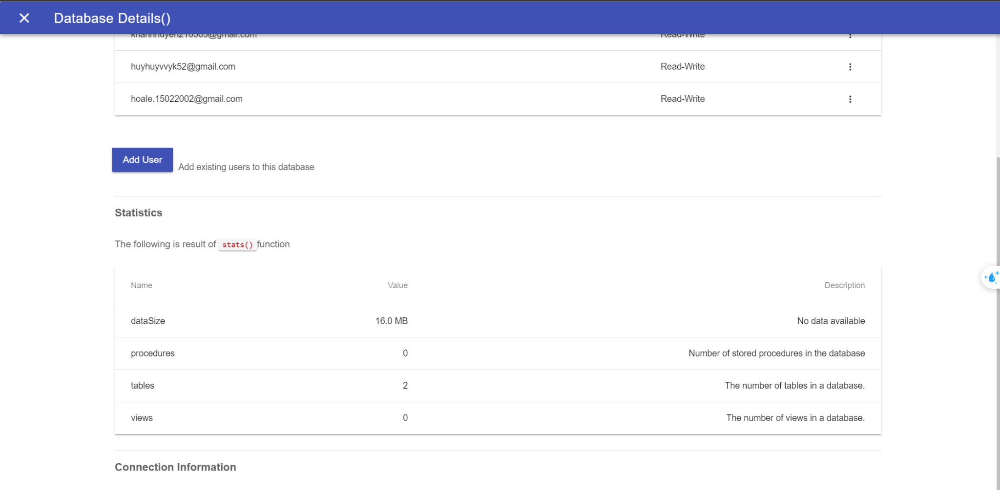 Database Details()
Read-Write
huyhuyvvyk52@gmail.com Read-Write
hoale.15022002@gmail.com Read-Write
Add User Add existing users to this database
Statistics
The following is result of stats() function
Name Value Description
dataSize 16.0 MB No data available
procedures 0 Number of stored procedures in the database
tables 2 The number of tables in a database.
views 0 The number of views in a database.
Connection Information